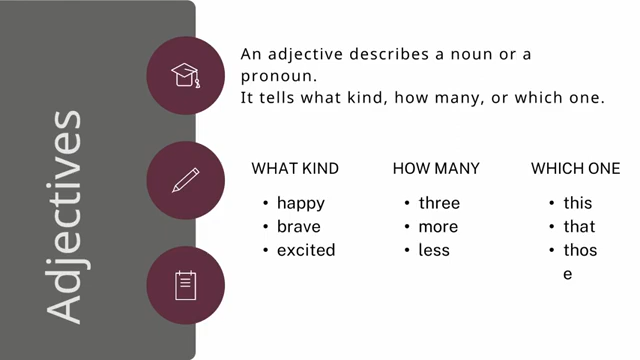 Adjectives
An adjective describes a noun or a
pronoun.
It tells what kind, how many, or which one.
WHAT KIND
• happy
• brave
• excited
HOW MANY
• three
• more
• less
WHICH ONE
• this
• that
• thos
e